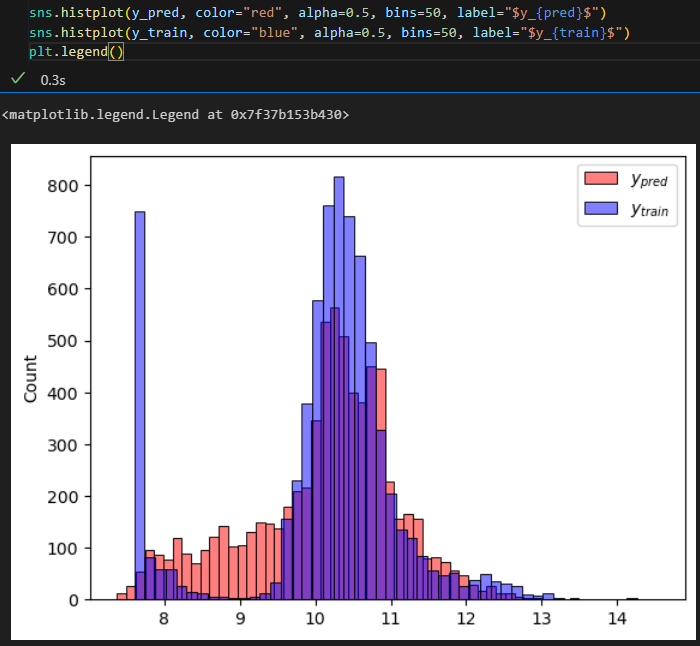 sns.histplot(y_pred, color="red", alpha=0.5, bins=50, label="$y_{pred}$")
sns.histplot(y_train, color="blue", alpha=0.5, bins=50, label="$y_{train}$")
plt.legend()
✓ 0.3s
<matplotlib.legend.Legend at 0x7f37b153b430>
y_pred
y_train
800
700
600
500
400
300
200
100
0
Count
8 9 10 11 12 13 14